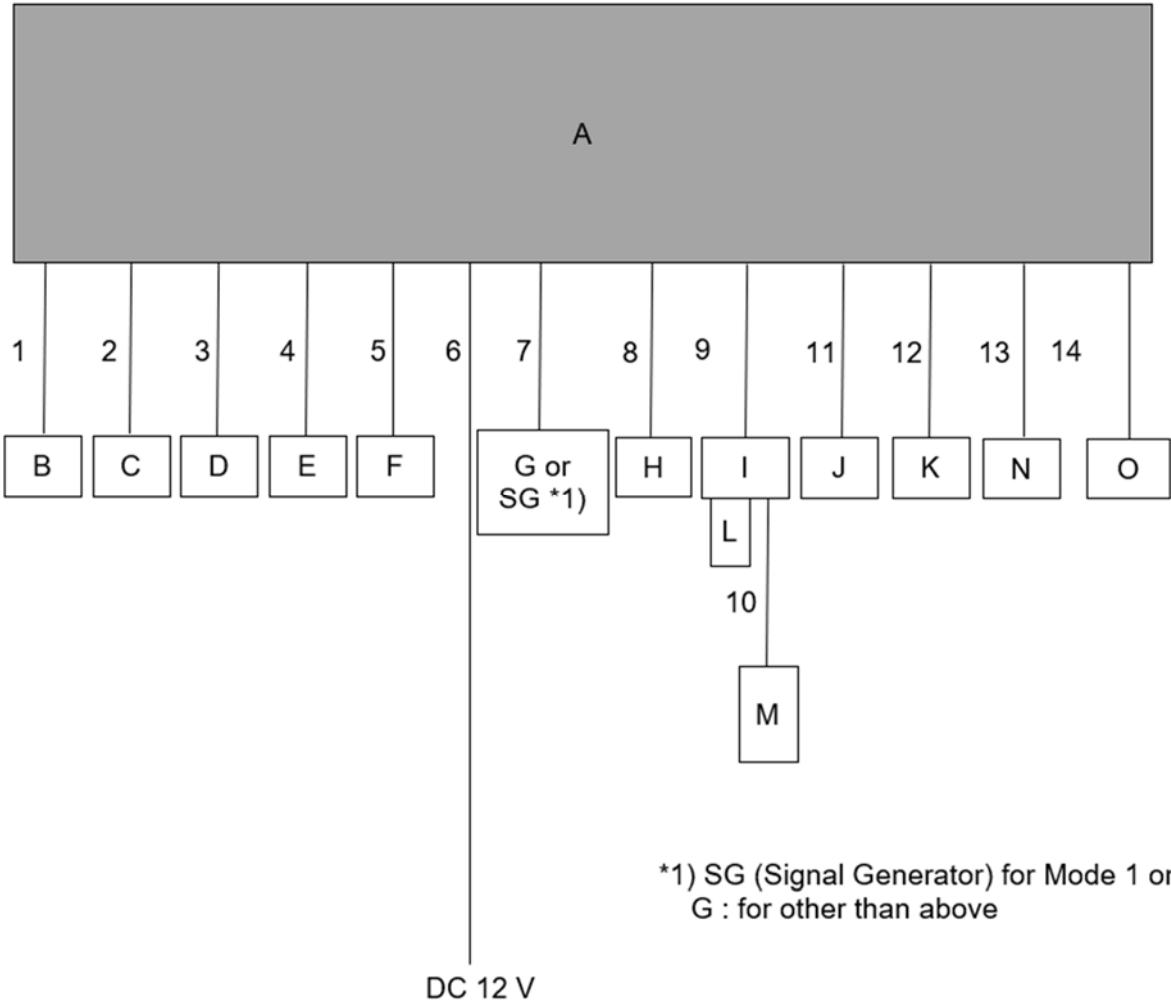 A
1 2 3 4 5 6 7 8 9 11 12 13 14
B C D E F G or H I J K N O
SG *1)
L
10
M
*1) SG (Signal Generator) for Mode 1 or
G : for other than above
DC 12 V